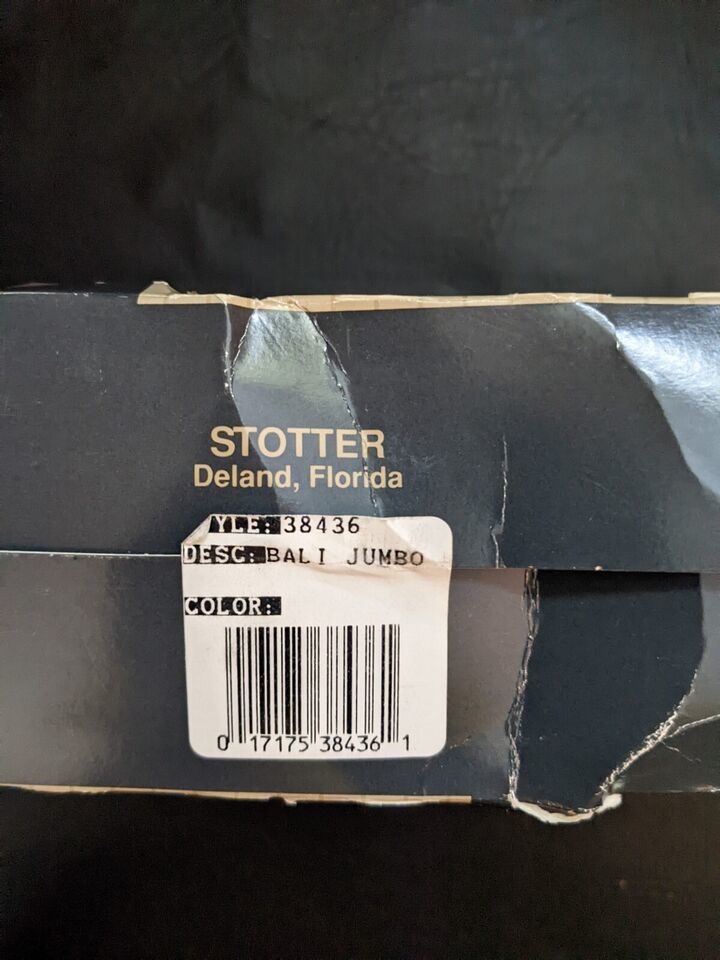 STOTTER
Deland, Florida
YLE: 38436
DESC: BALI JUMBO
COLOR:
0 17175 38436 1